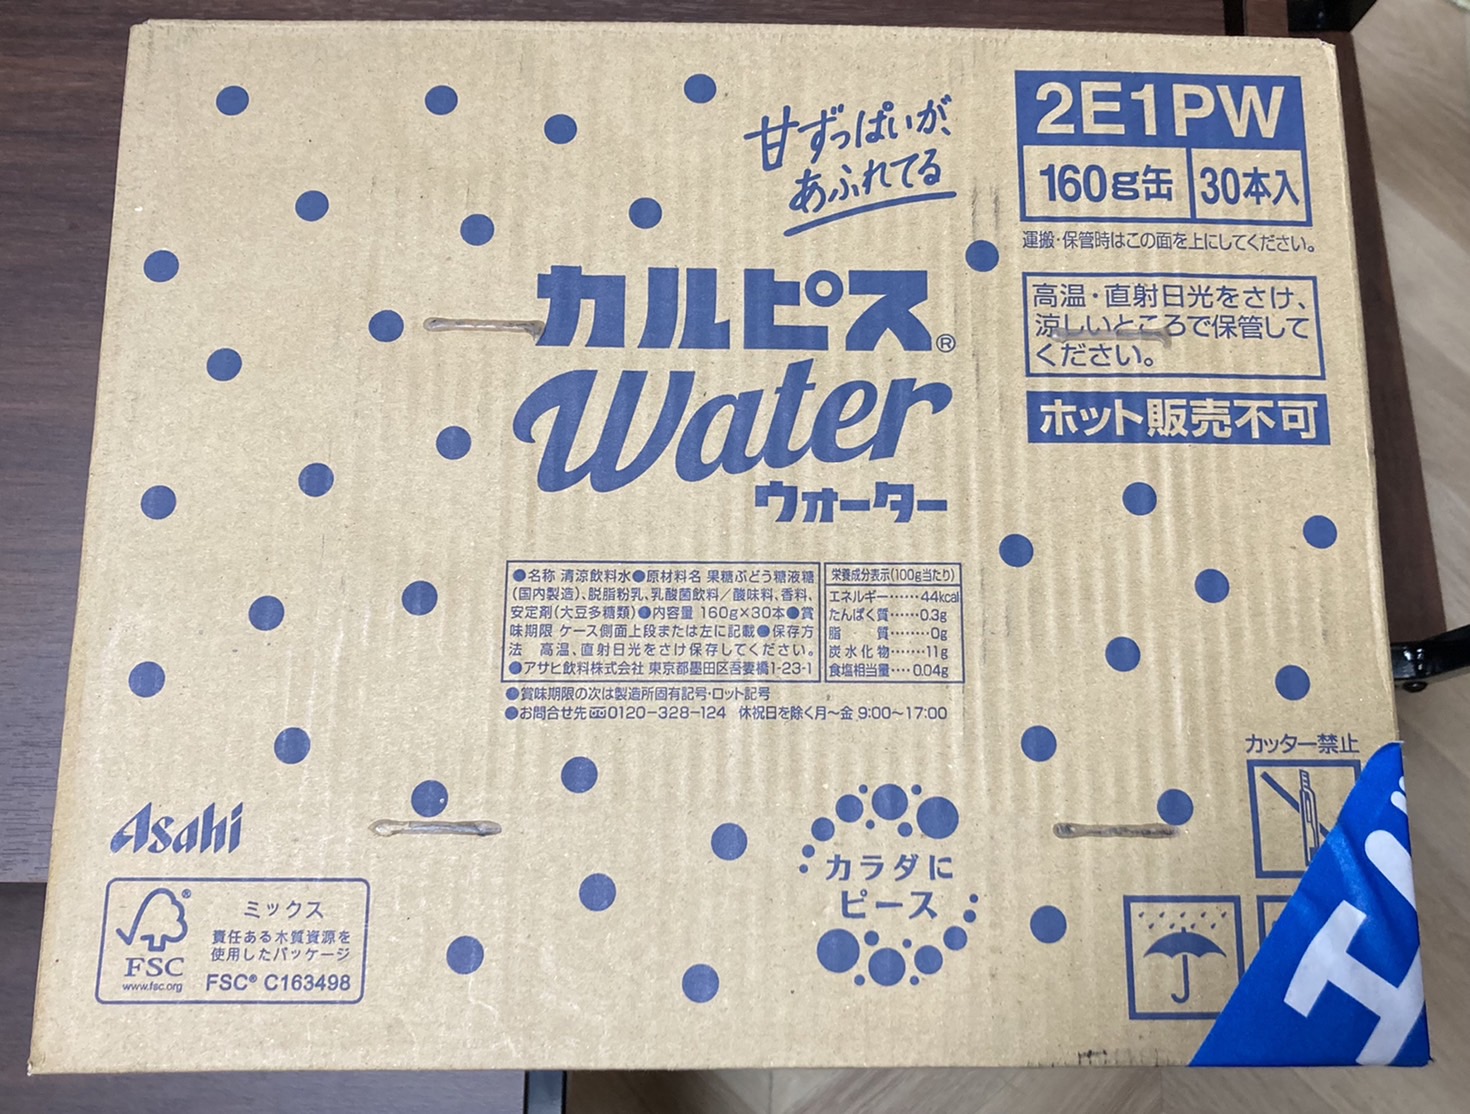 甘ずっぱいが、
あふれてる
2E1PW
160g缶 30本入
運搬・保管時はこの面を上にしてください。
カルピス®
Water
ウォーター
高温・直射日光をさけ、
涼しいところで保管して
ください。
ホット販売不可
●名称 清涼飲料水●原材料名 果糖ぶどう糖液糖
(国内製造)、脱脂粉乳、乳酸菌飲料/酸味料、香料、
安定剤(大豆多糖類)●内容量 160g×30本●賞
味期限 ケース側面上段または左に記載●保存方
法 高温、直射日光をさけ保存してください。
●アサヒ飲料株式会社 東京都墨田区吾妻橋1-23-1
栄養成分表示(100g当たり)
エネルギー……44kcal
たんぱく質……0.3g
脂 質………0g
炭水化物……11g
食塩相当量…0.04g
●賞味期限の次は製造所固有記号・ロット記号
●お問合せ先 0120-328-124 休祝日を除く月〜金 9:00〜17:00
カッター禁止
カラダに
ピース
Asahi
FSC®
www.fsc.org
ミックス
責任ある木質資源を
使用したパッケージ
FSC® C163498
エ